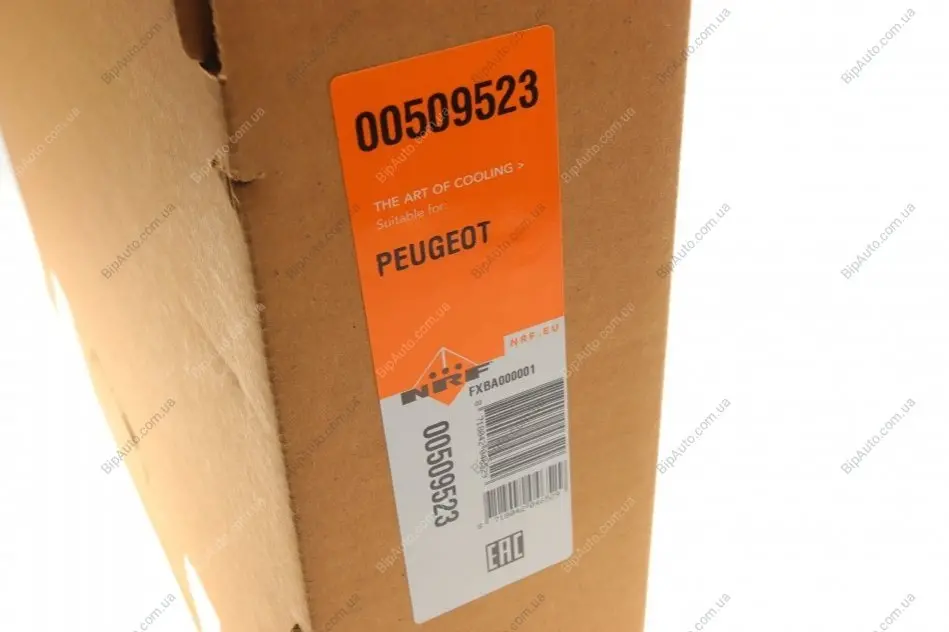 00509523
THE ART OF COOLING >
Suitable for:
PEUGEOT
NRF.EU
NRF
FXBA000001
00509523
EAC
BipAuto.com.ua